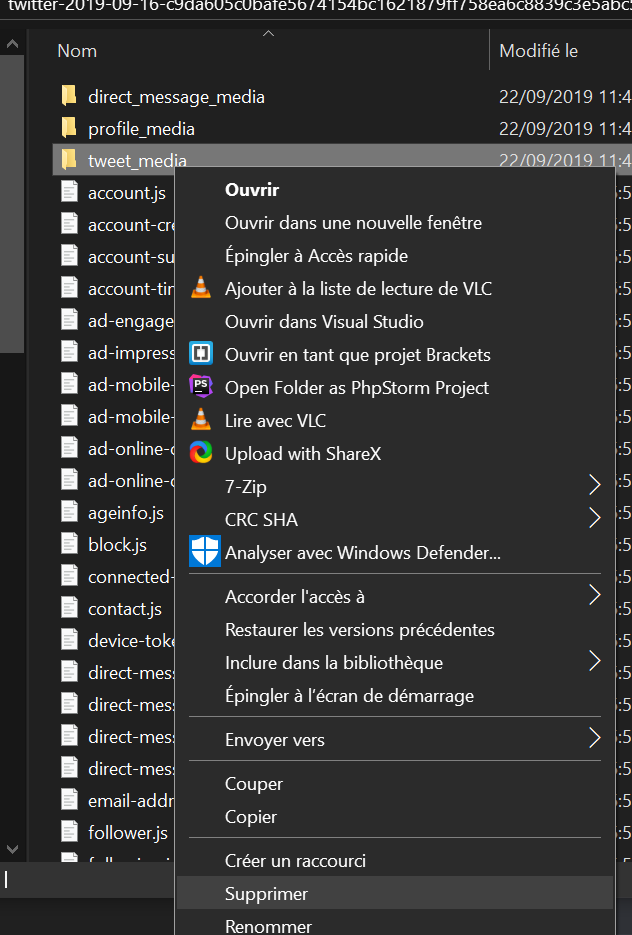 twitter-2019-09-16-c9da605c0bafe5674154bc1621879ff758ea6c8839c3e5abc5
Nom
Modifié le
direct_message_media 22/09/2019 11:4
profile_media 22/09/2019 11:4
tweet_media 22/09/2019 11:4
account.js
account-cre
account-su
account-tim
ad-engage
ad-impress
ad-mobile-
ad-mobile-
ad-online-c
ad-online-c
ageinfo.js
block.js
connected-
contact.js
device-toke
direct-mess
direct-mess
direct-mess
direct-mess
email-addr
follower.js
Ouvrir
Ouvrir dans une nouvelle fenêtre
Épingler à Accès rapide
Ajouter à la liste de lecture de VLC
Ouvrir dans Visual Studio
Ouvrir en tant que projet Brackets
PS
Open Folder as PhpStorm Project
Lire avec VLC
Upload with ShareX
7-Zip
CRC SHA
Analyser avec Windows Defender...
Accorder l'accès à
Restaurer les versions précédentes
Inclure dans la bibliothèque
Épingler à l’écran de démarrage
Envoyer vers
Couper
Copier
Créer un raccourci
Supprimer
Renommer